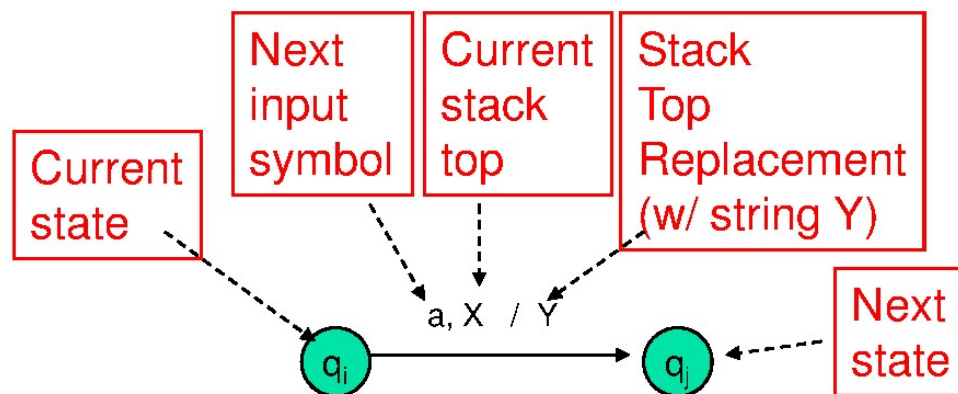 Next
input
symbol
Current
stack
top
Stack
Top
Replacement
(w/ string Y)
Current
state
a, X / Y
Next
state
qi
qj